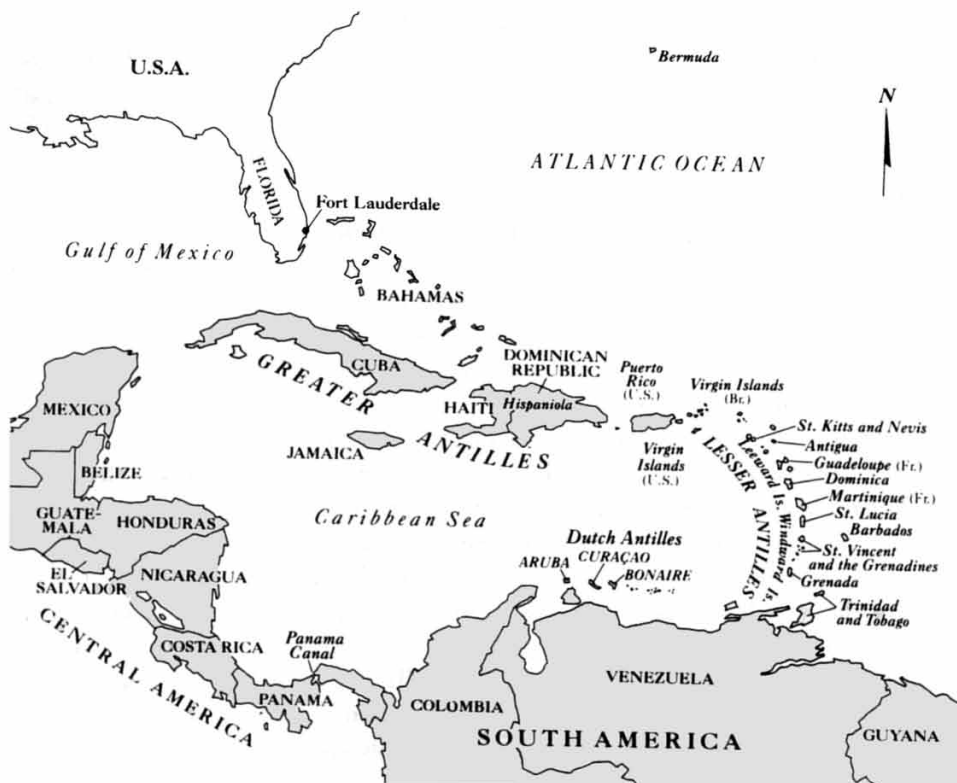 Bermuda
U.S.A.
N
ATLANTIC OCEAN
FLORIDA
Fort Lauderdale
Gulf of Mexico
BAHAMAS
CUBA
GREATER
ANTILLES
DOMINICAN
REPUBLIC
HAITI
Hispaniola
Puerto
Rico
(U.S.)
Virgin Islands
(Br.)
MEXICO
JAMAICA
Virgin
Islands
(U.S.)
LESSER
ANTILLES
Leeward Is.
Windward Is.
St. Kitts and Nevis
Antigua
Guadeloupe (Fr.)
Dominica
Martinique (Fr.)
St. Lucia
Barbados
St. Vincent
and the Grenadines
Grenada
Trinidad
and Tobago
BELIZE
GUATE-
MALA
HONDURAS
Caribbean Sea
EL
SALVADOR
NICARAGUA
Dutch Antilles
ARUBA
CURAÇAO
BONAIRE
CENTRAL AMERICA
COSTA RICA
Panama
Canal
PANAMA
COLOMBIA
VENEZUELA
SOUTH AMERICA
GUYANA